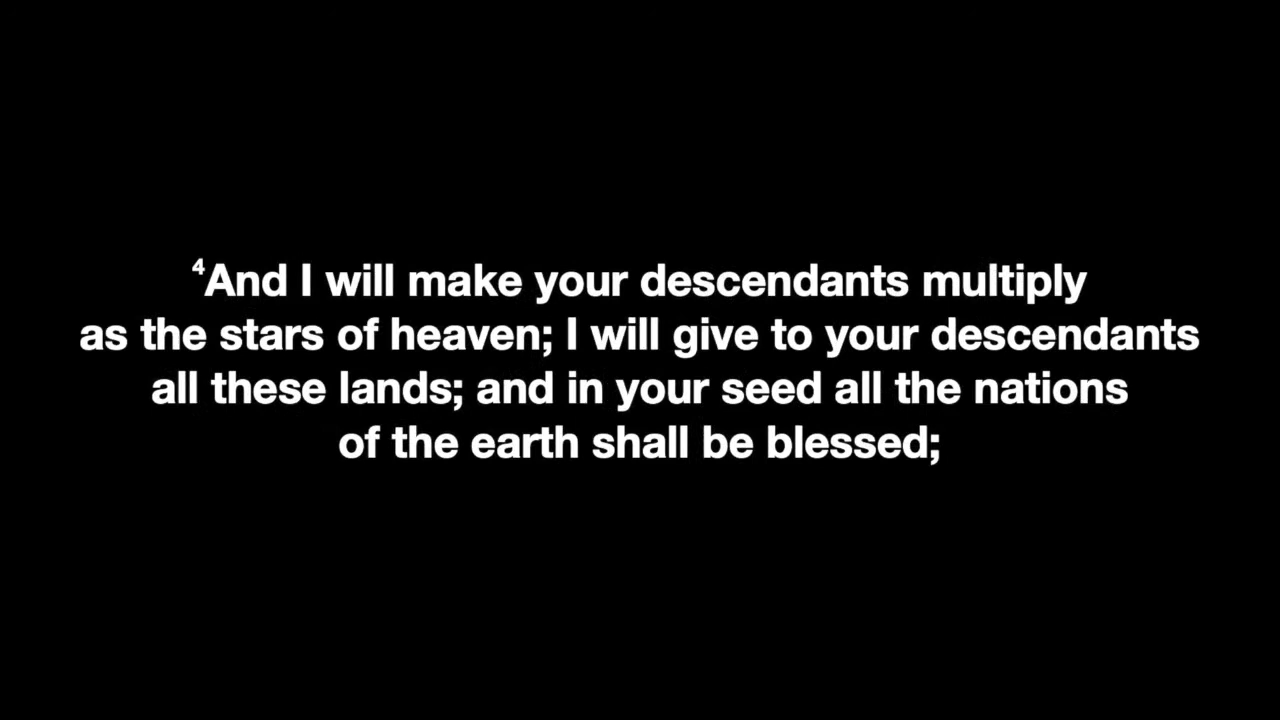 ⁴And I will make your descendants multiply
as the stars of heaven; I will give to your descendants
all these lands; and in your seed all the nations
of the earth shall be blessed;